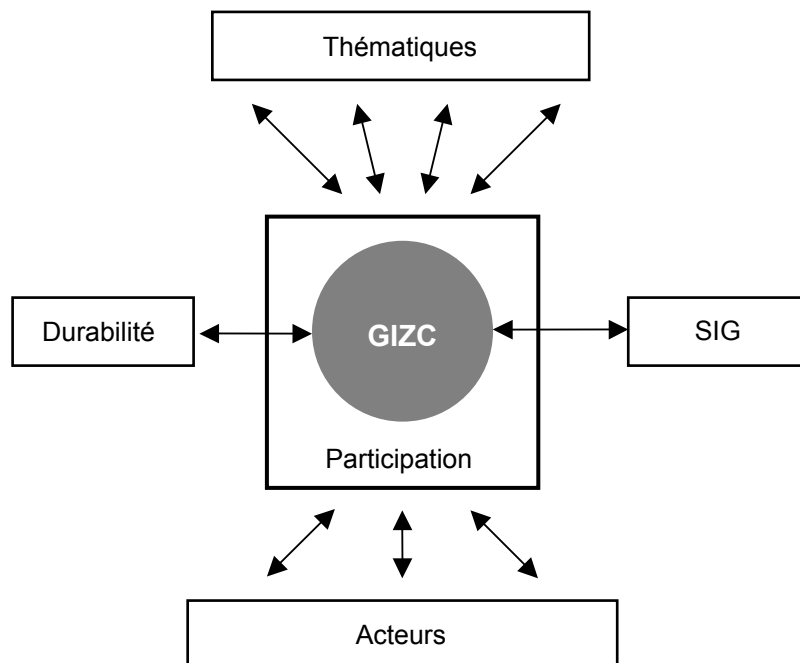 Thématiques
Durabilité
GIZC
SIG
Participation
Acteurs